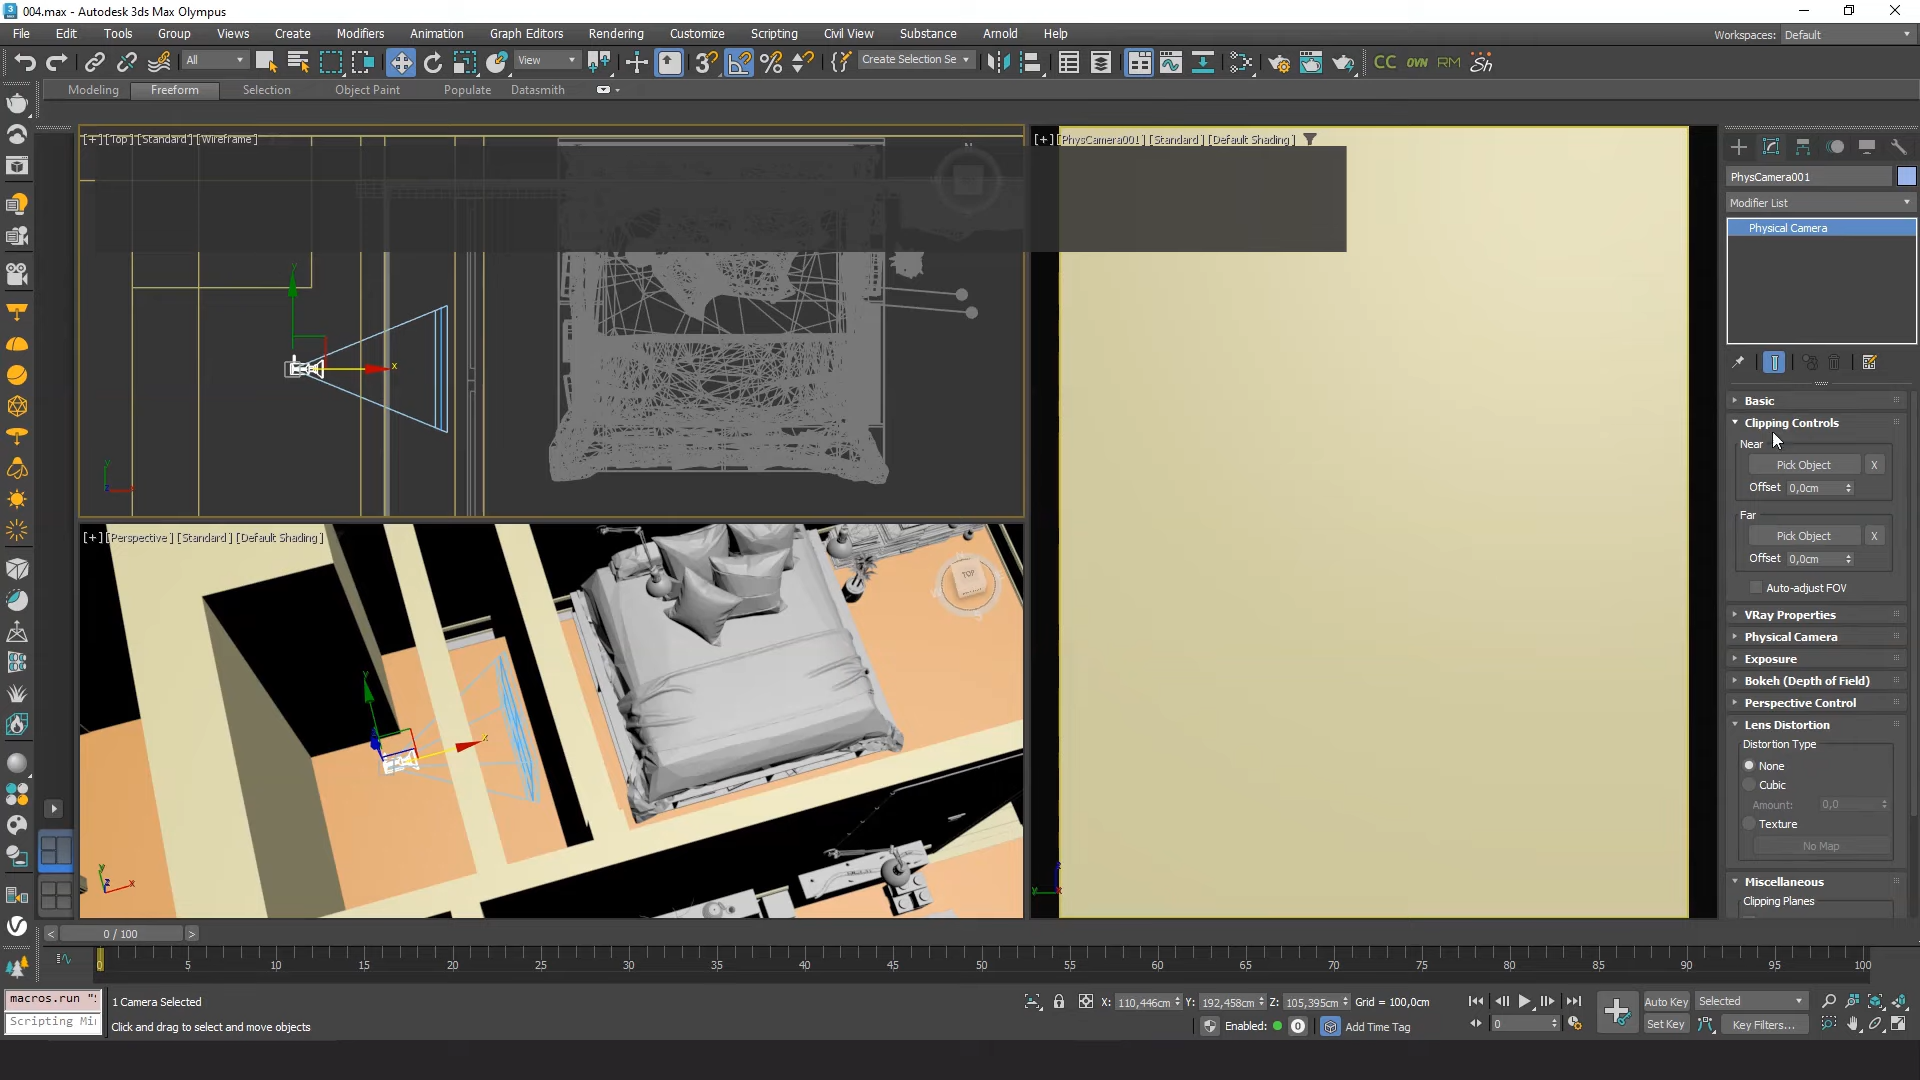 004.max - Autodesk 3ds Max Olympus
File Edit Tools Group Views Create Modifiers Animation Graph Editors Rendering Customize Scripting Civil View Substance Arnold Help
Workspaces: Default
All View Create Selection Se CC OVN RM Sh
Modeling Freeform Selection Object Paint Populate Datasmith
[+][Top][Standard][Wireframe]
[+][PhysCamera001][Standard][Default Shading]
PhysCamera001
Modifier List
Physical Camera
y
x
Basic
Clipping Controls
Near
Pick Object X
Offset 0,0cm
Far
Pick Object X
Offset 0,0cm
Auto-adjust FOV
VRay Properties
Physical Camera
Exposure
Bokeh (Depth of Field)
Perspective Control
Lens Distortion
Distortion Type
None
Cubic
Amount: 0,0
Texture
No Map
Miscellaneous
Clipping Planes
[+][Perspective][Standard][Default Shading]
TOP
y
x
y
z
x
< 0 / 100 >
0 5 10 15 20 25 30 35 40 45 50 55 60 65 70 75 80 85 90 95 100
macros.run "S
Scripting Mi
1 Camera Selected
Click and drag to select and move objects
X: 110,446cm Y: 192,458cm Z: 105,395cm Grid = 100,0cm
Enabled: 0 Add Time Tag
0
Auto Key Selected
Set Key Key Filters...